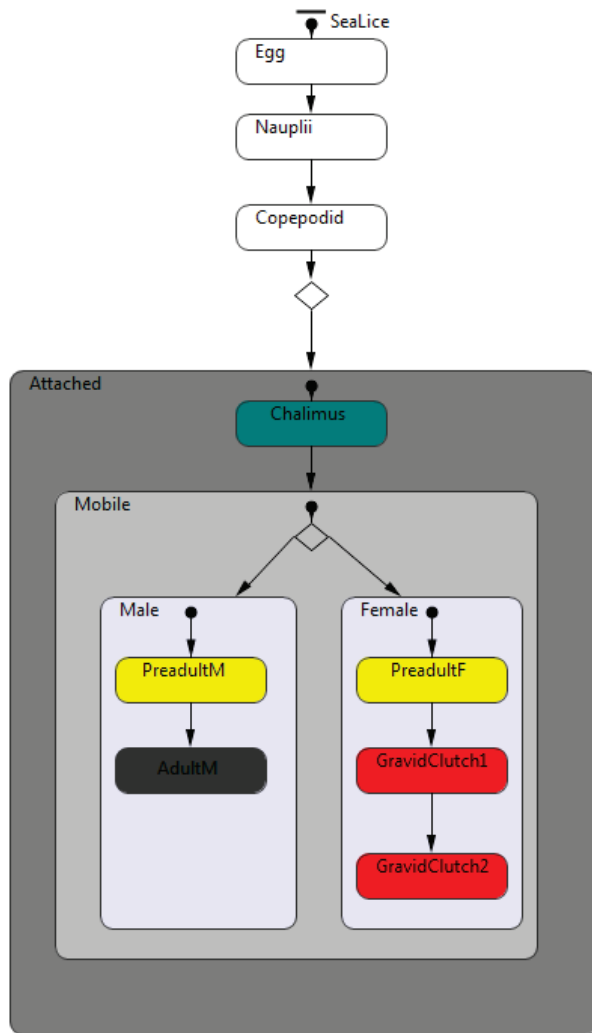 SeaLice
Egg
Nauplii
Copepodid
Attached
Chalimus
Mobile
Male
Female
PreadultM
PreadultF
AdultM
GravidClutch1
GravidClutch2